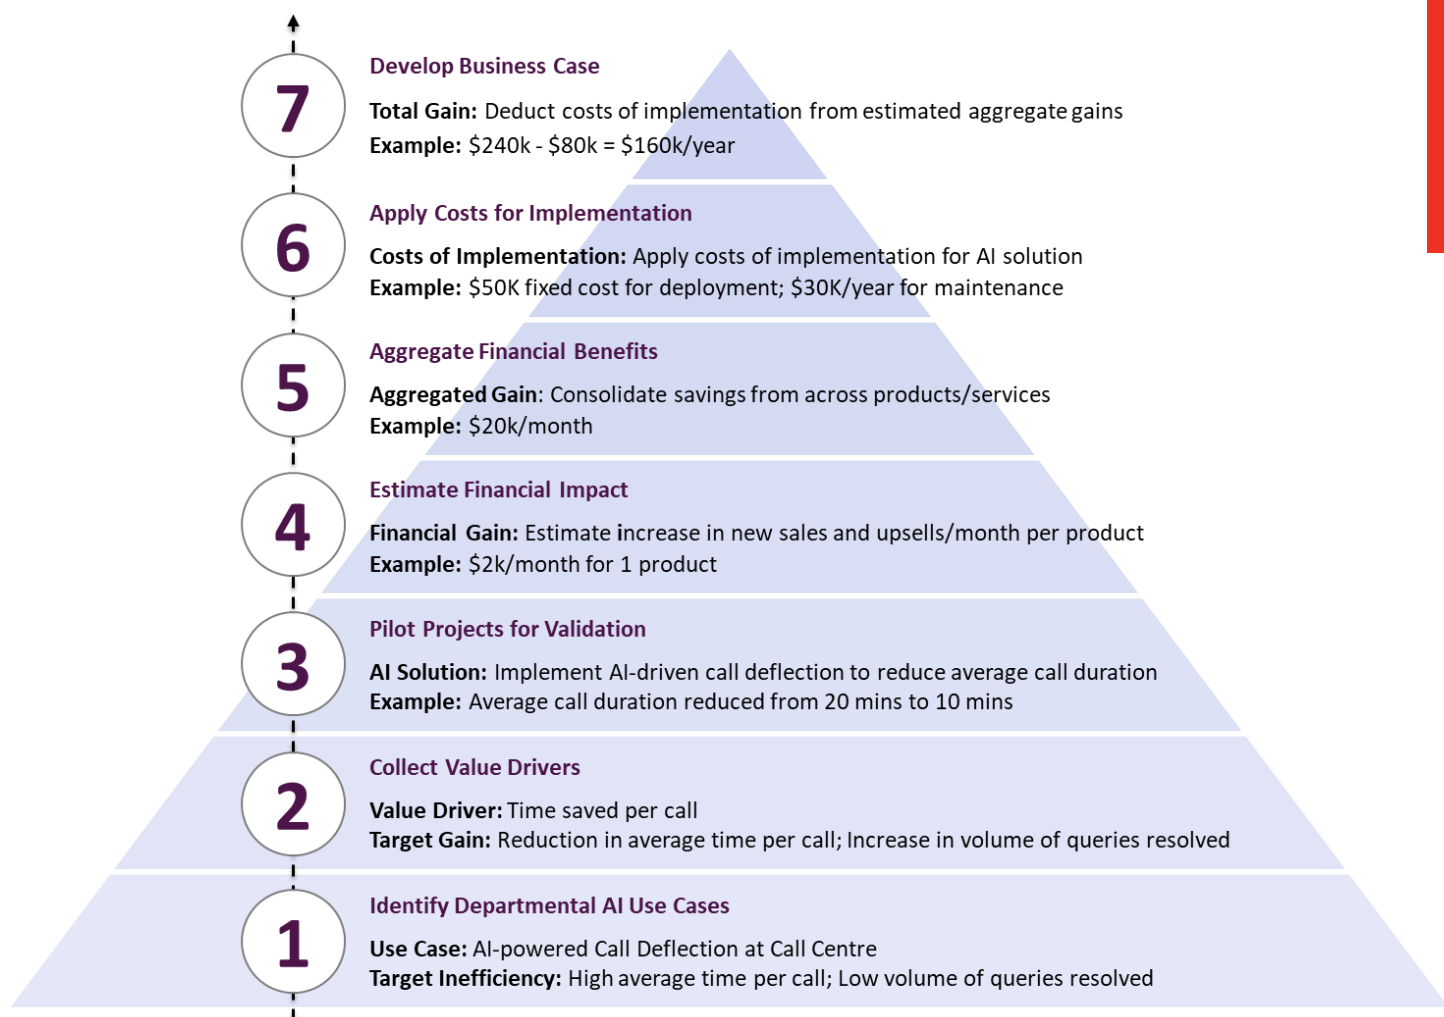 7
Develop Business Case
Total Gain: Deduct costs of implementation from estimated aggregate gains
Example: $240k - $80k = $160k/year
6
Apply Costs for Implementation
Costs of Implementation: Apply costs of implementation for AI solution
Example: $50K fixed cost for deployment; $30K/year for maintenance
5
Aggregate Financial Benefits
Aggregated Gain: Consolidate savings from across products/services
Example: $20k/month
4
Estimate Financial Impact
Financial Gain: Estimate increase in new sales and upsells/month per product
Example: $2k/month for 1 product
3
Pilot Projects for Validation
AI Solution: Implement AI-driven call deflection to reduce average call duration
Example: Average call duration reduced from 20 mins to 10 mins
2
Collect Value Drivers
Value Driver: Time saved per call
Target Gain: Reduction in average time per call; Increase in volume of queries resolved
1
Identify Departmental AI Use Cases
Use Case: AI-powered Call Deflection at Call Centre
Target Inefficiency: High average time per call; Low volume of queries resolved